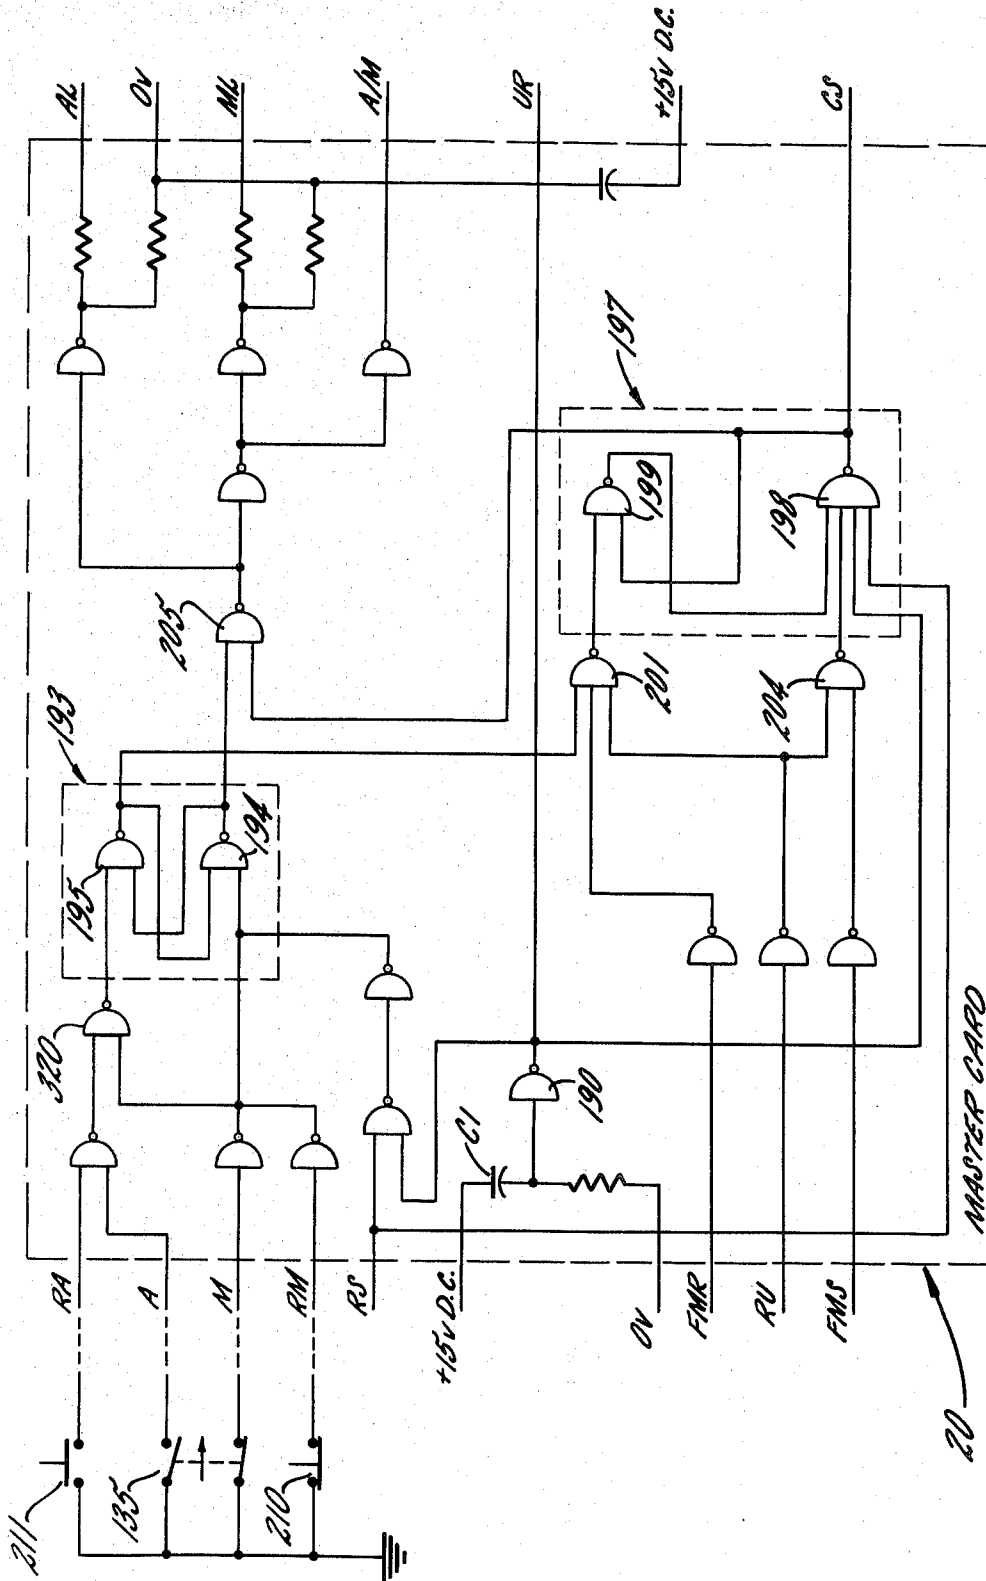 AL
OV
ML
A/M
UR
+15V D.C.
CS
197
199
198
205
193
195
194
201
204
320
190
C1
RA
A
M
RM
RS
+15V D.C.
OV
FMR
RU
FMS
211
135
210
20
MASTER CARD